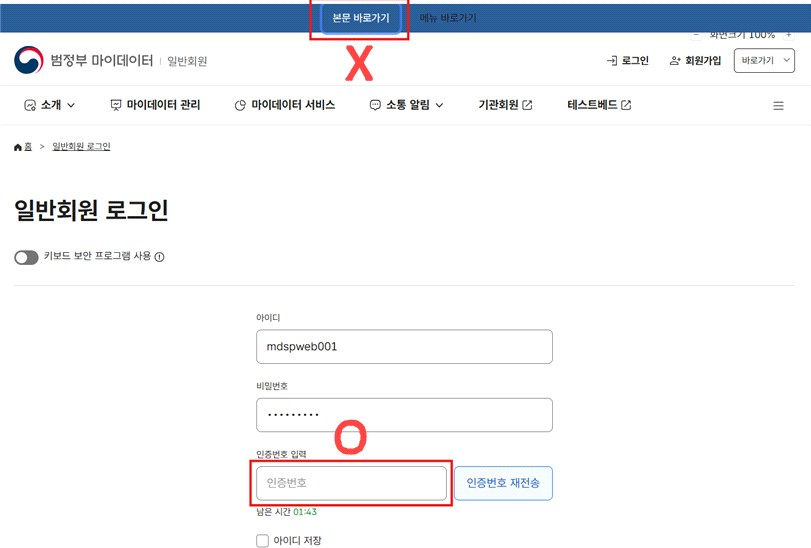 본문 바로가기 메뉴 바로가기
화면크기 100% +
범정부 마이데이터 | 일반회원 로그인 회원가입 바로가기
X
소개 마이데이터 관리 마이데이터 서비스 소통 알림 기관회원 테스트베드
홈 > 일반회원 로그인
일반회원 로그인
키보드 보안 프로그램 사용
아이디
mdspweb001
비밀번호
•••••••••
O
인증번호 입력
인증번호 인증번호 재전송
남은 시간 01:43
아이디 저장